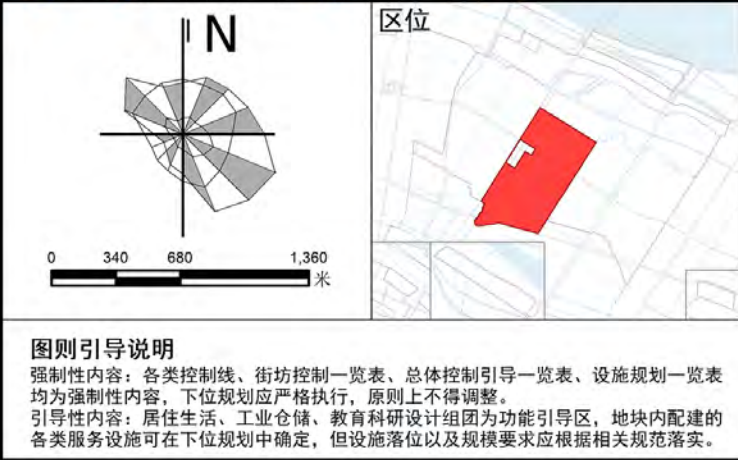 N
区位
0 340 680 1,360
米
图则引导说明
强制性内容：各类控制线、街坊控制一览表、总体控制引导一览表、设施规划一览表
均为强制性内容，下位规划应严格执行，原则上不得调整。
引导性内容：居住生活、工业仓储、教育科研设计组团为功能引导区，地块内配建的
各类服务设施可在下位规划中确定，但设施落位以及规模要求应根据相关规范落实。